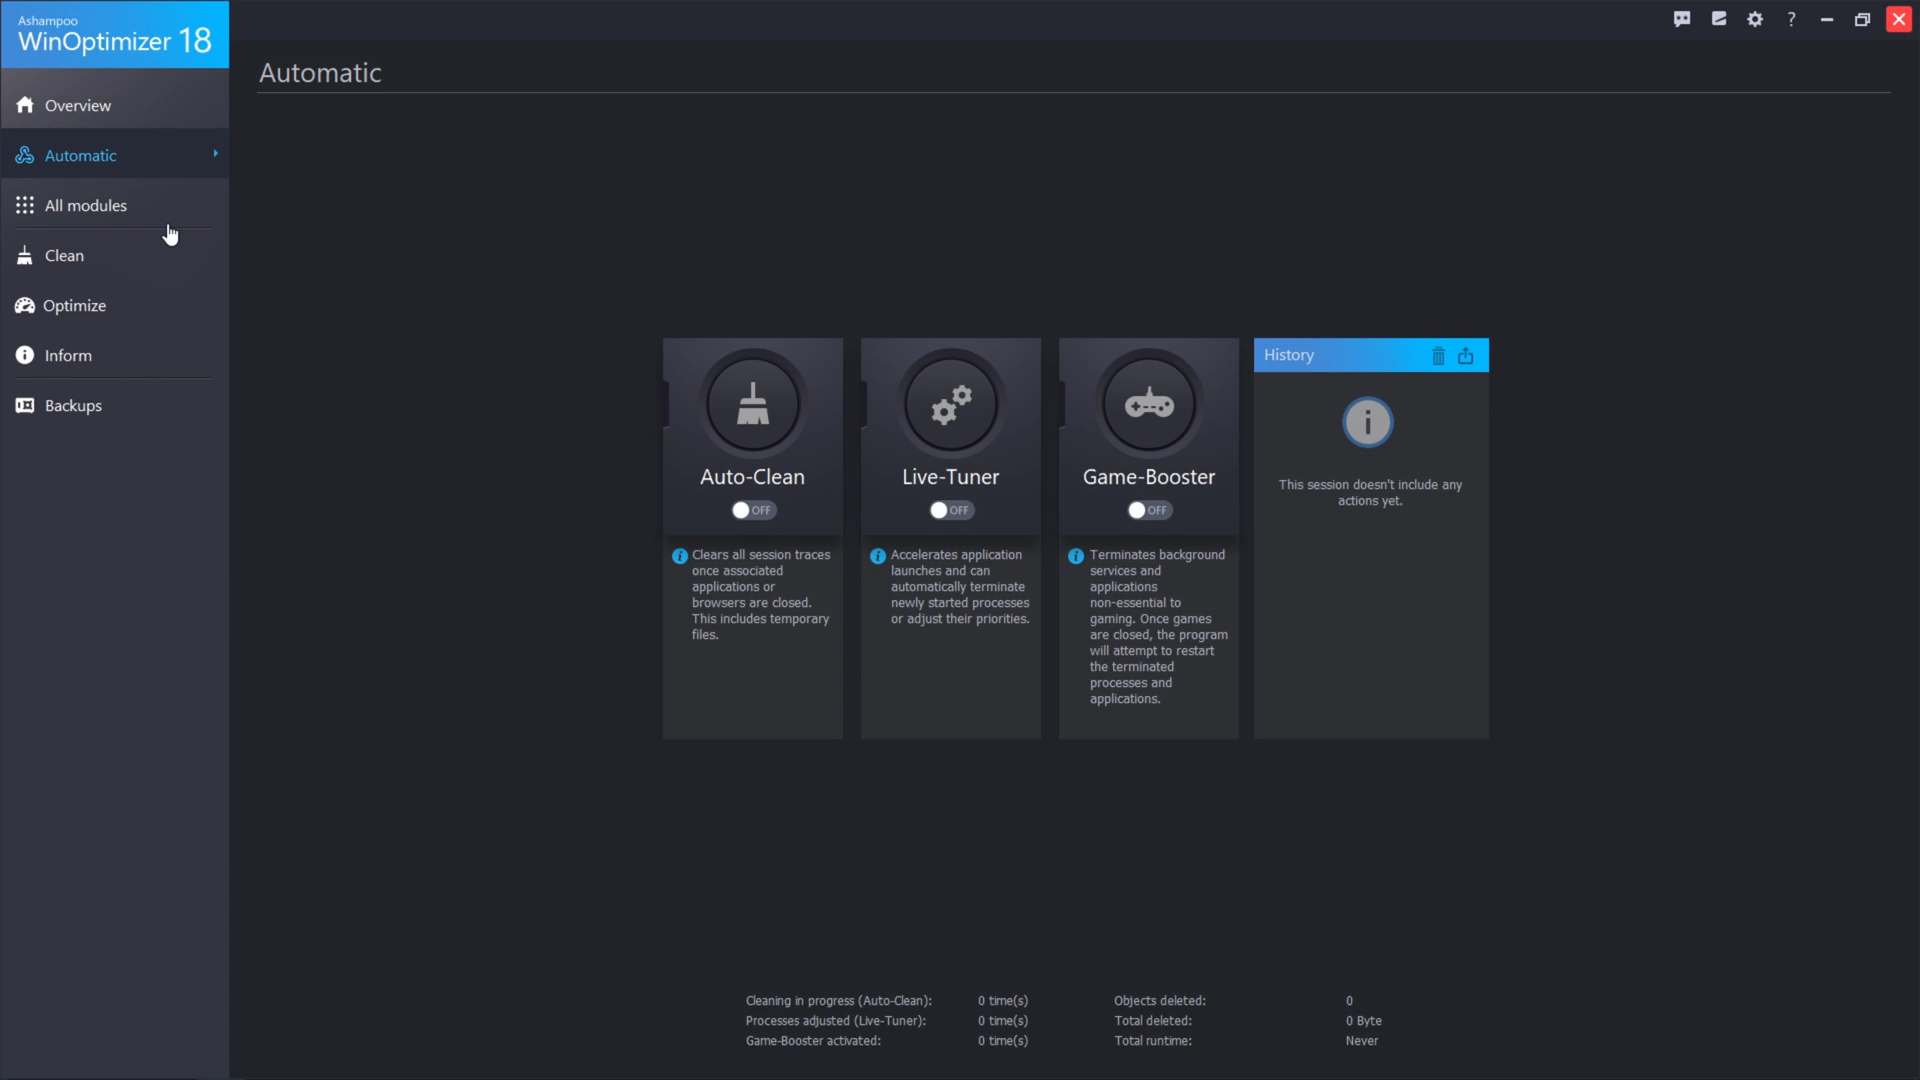 Ashampoo
WinOptimizer 18
?
Automatic
Overview
Automatic
All modules
Clean
Optimize
Inform
Backups
Auto-Clean
OFF
Clears all session traces
once associated
applications or
browsers are closed.
This includes temporary
files.
Live-Tuner
OFF
Accelerates application
launches and can
automatically terminate
newly started processes
or adjust their priorities.
Game-Booster
OFF
Terminates background
services and
applications
non-essential to
gaming. Once games
are closed, the program
will attempt to restart
the terminated
processes and
applications.
History
This session doesn't include any
actions yet.
Cleaning in progress (Auto-Clean): 0 time(s)
Processes adjusted (Live-Tuner): 0 time(s)
Game-Booster activated: 0 time(s)
Objects deleted: 0
Total deleted: 0 Byte
Total runtime: Never